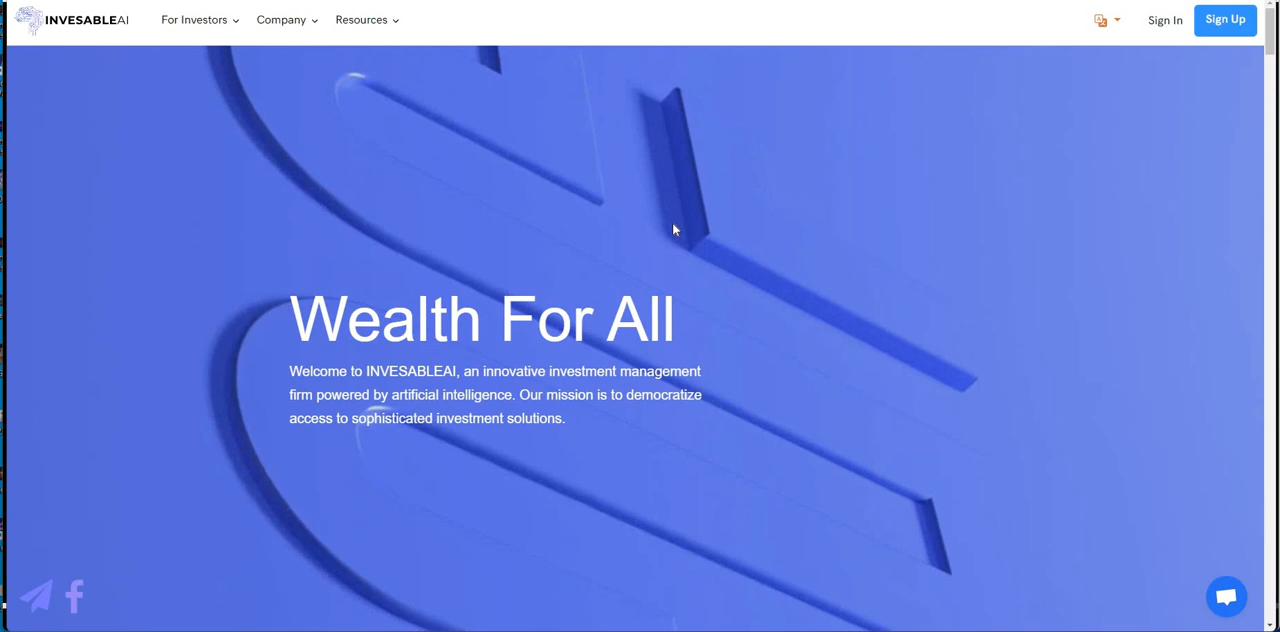 INVESABLEAI For Investors Company Resources Sign In Sign Up
Wealth For All
Welcome to INVESABLEAI, an innovative investment management
firm powered by artificial intelligence. Our mission is to democratize
access to sophisticated investment solutions.